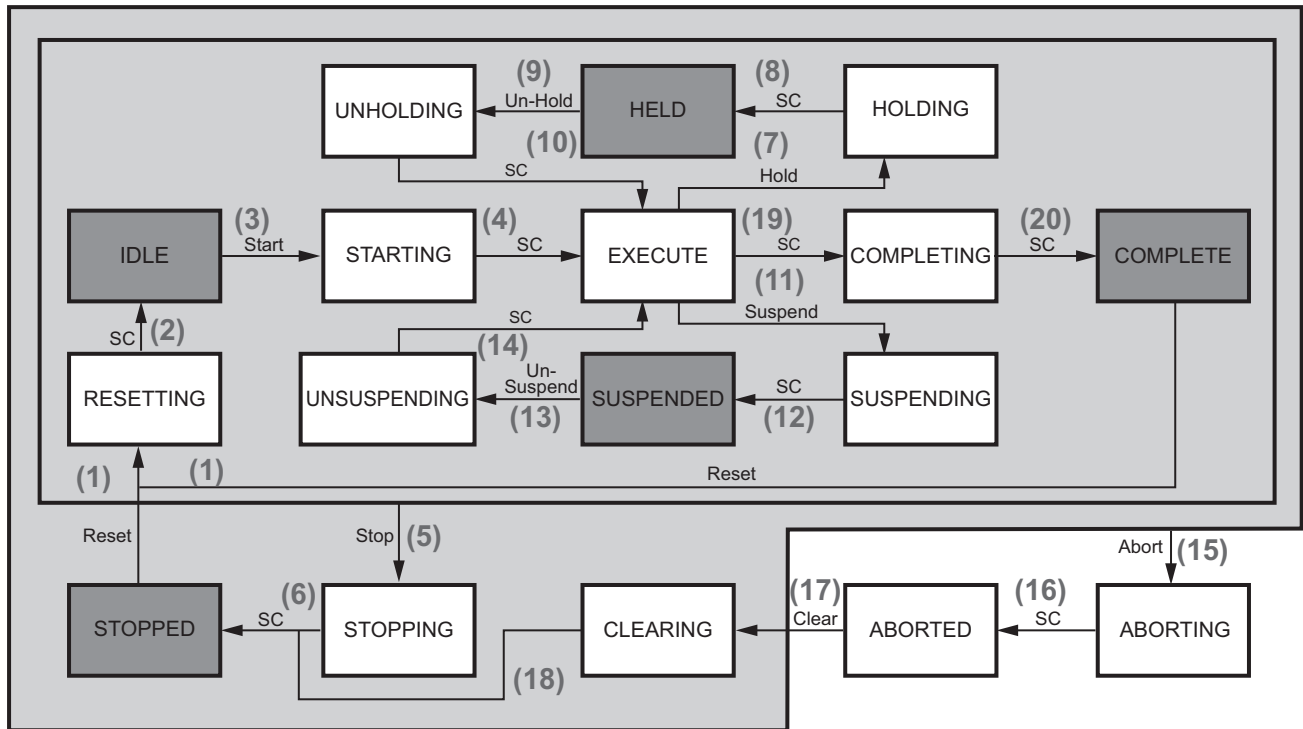 (9)
(8)
UNHOLDING
Un-Hold
HELD
SC
HOLDING
(10)
(7)
SC
Hold
(3)
(4)
(19)
(20)
IDLE
Start
STARTING
SC
EXECUTE
SC
COMPLETING
SC
COMPLETE
(11)
SC
(2)
SC
(14)
Suspend
RESETTING
UNSUSPENDING
Un-
Suspend
SUSPENDED
SC
SUSPENDING
(13)
(12)
(1)
(1)
Reset
Reset
Stop
(5)
Abort
(15)
(6)
(17)
(16)
STOPPED
SC
STOPPING
CLEARING
Clear
ABORTED
SC
ABORTING
(18)